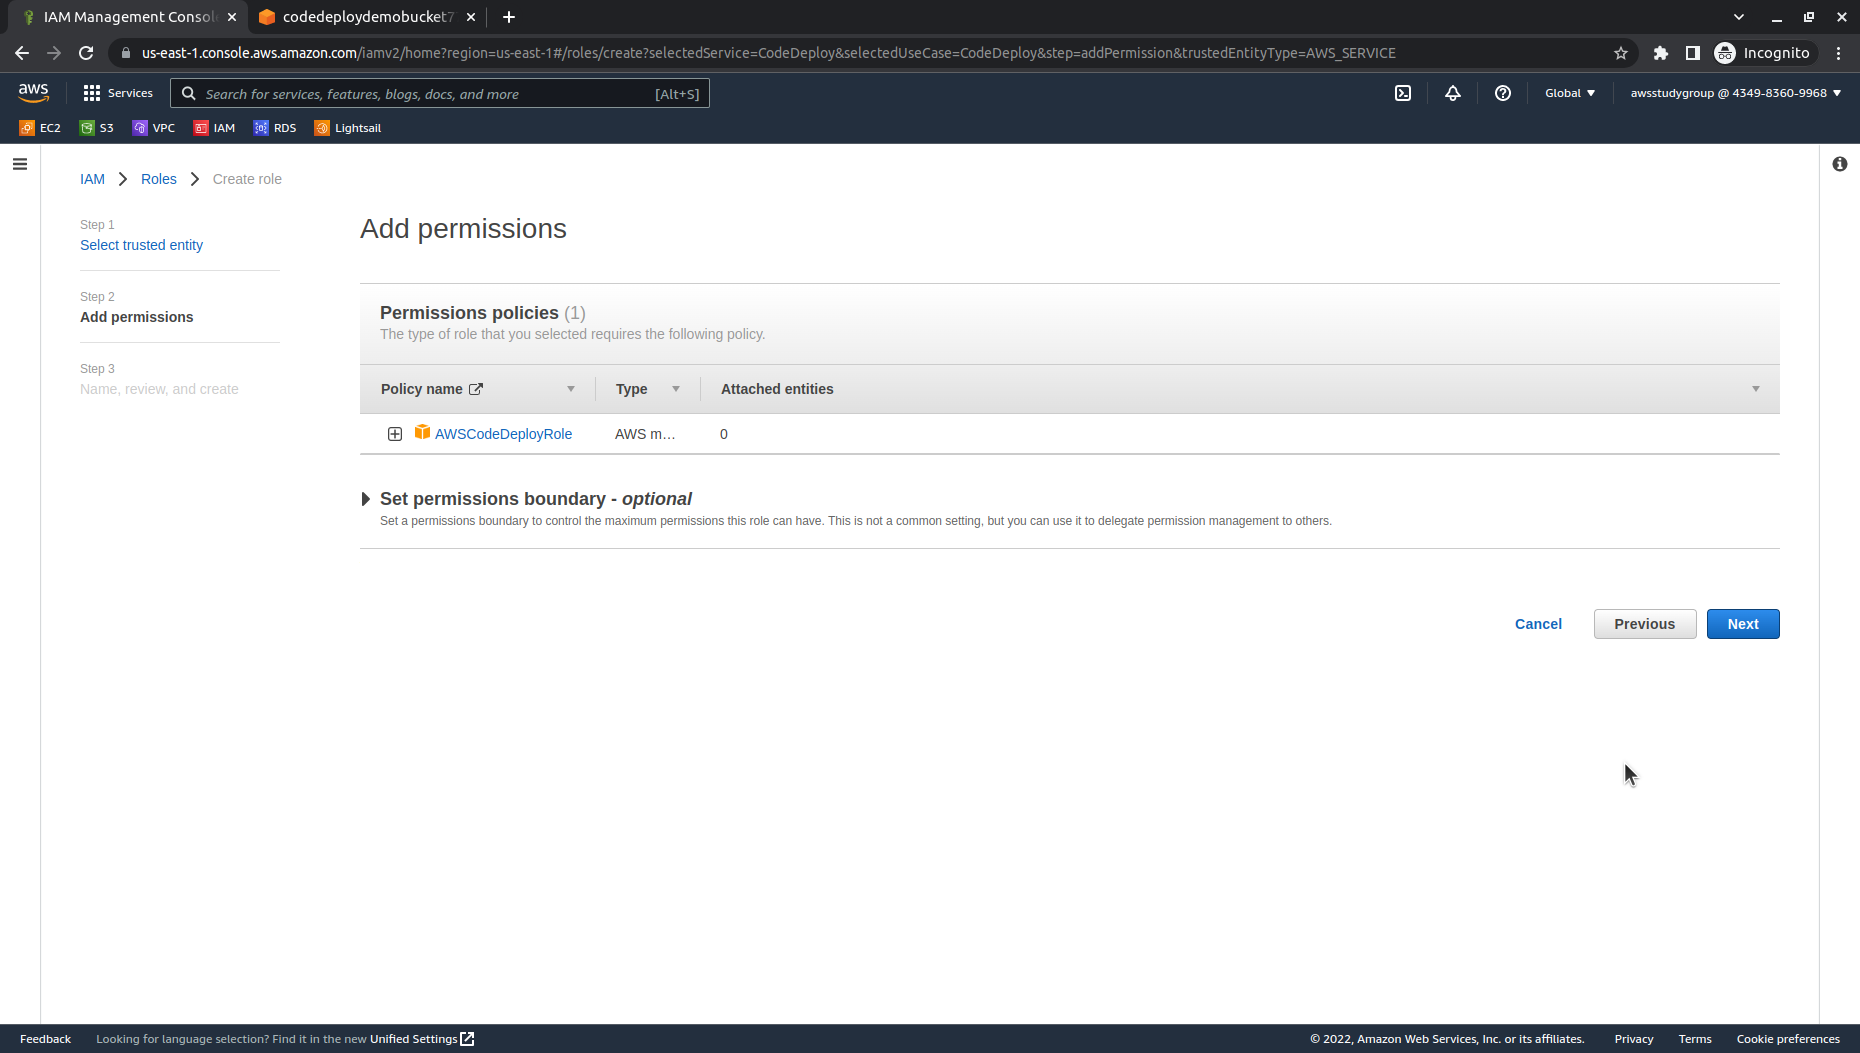 IAM Management Consol
codedeploydemobucket7
us-east-1.console.aws.amazon.com/iamv2/home?region=us-east-1#/roles/create?selectedService=CodeDeploy&selectedUseCase=CodeDeploy&step=addPermission&trustedEntityType=AWS_SERVICE
Incognito
aws
Services
Search for services, features, blogs, docs, and more
[Alt+S]
Global
awsstudygroup @ 4349-8360-9968
EC2
S3
VPC
IAM
RDS
Lightsail
IAM
Roles
Create role
Step 1
Select trusted entity
Step 2
Add permissions
Step 3
Name, review, and create
Add permissions
Permissions policies (1)
The type of role that you selected requires the following policy.
Policy name
Type
Attached entities
AWSCodeDeployRole
AWS m...
0
Set permissions boundary - optional
Set a permissions boundary to control the maximum permissions this role can have. This is not a common setting, but you can use it to delegate permission management to others.
Cancel
Previous
Next
Feedback
Looking for language selection? Find it in the new Unified Settings
© 2022, Amazon Web Services, Inc. or its affiliates.
Privacy
Terms
Cookie preferences